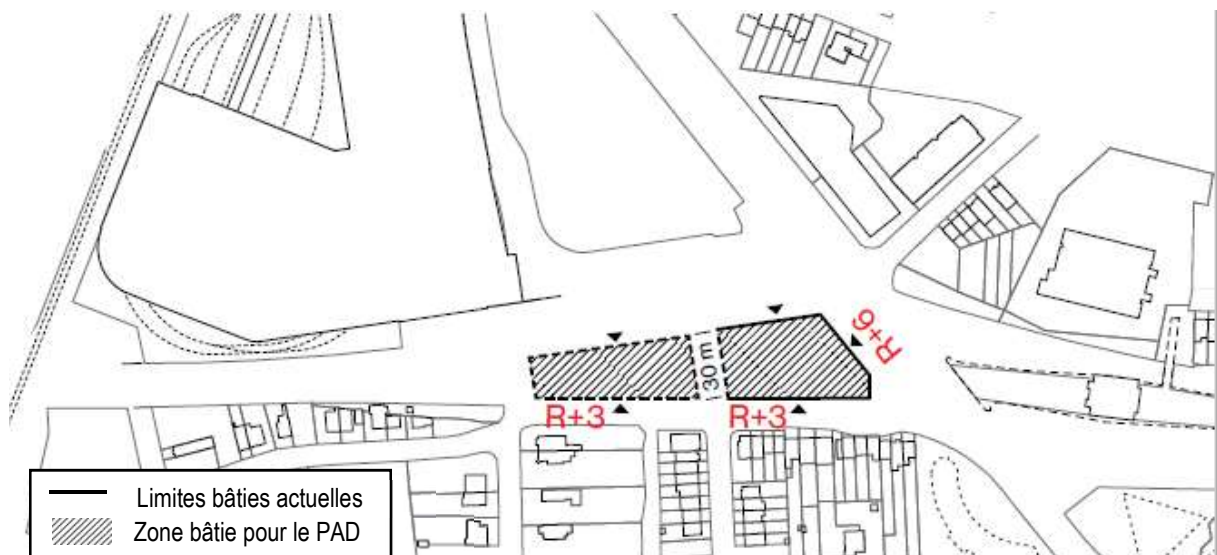 R+6
30 m
R+3 R+3
Limites bâties actuelles
Zone bâtie pour le PAD